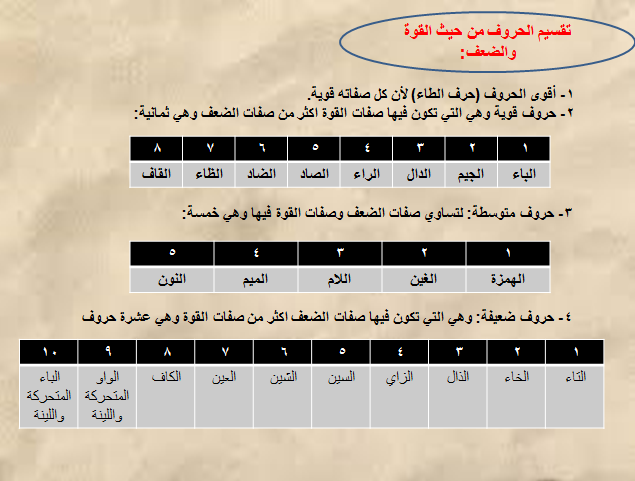 تقسيم الحروف من حيث القوة
والضعف:
١- أقوى الحروف (حرف الطاء) لأن كل صفاته قوية.
٢- حروف قوية وهي التي تكون فيها صفات القوة اكثر من صفات الضعف وهي ثمانية:
١ ٢ ٣ ٤ ٥ ٦ ٧ ٨
الباء الجيم الدال الراء الصاد الضاد الظاء القاف
٣- حروف متوسطة: لتساوي صفات الضعف وصفات القوة فيها وهي خمسة:
١ ٢ ٣ ٤ ٥
الهمزة الغين اللام الميم النون
٤- حروف ضعيفة: وهي التي تكون فيها صفات الضعف اكثر من صفات القوة وهي عشرة حروف
١ ٢ ٣ ٤ ٥ ٦ ٧ ٨ ٩ ١٠
التاء الخاء الذال الزاي السين الشين العين الكاف الواو الياء
المتحركة المتحركة
واللينة واللينة